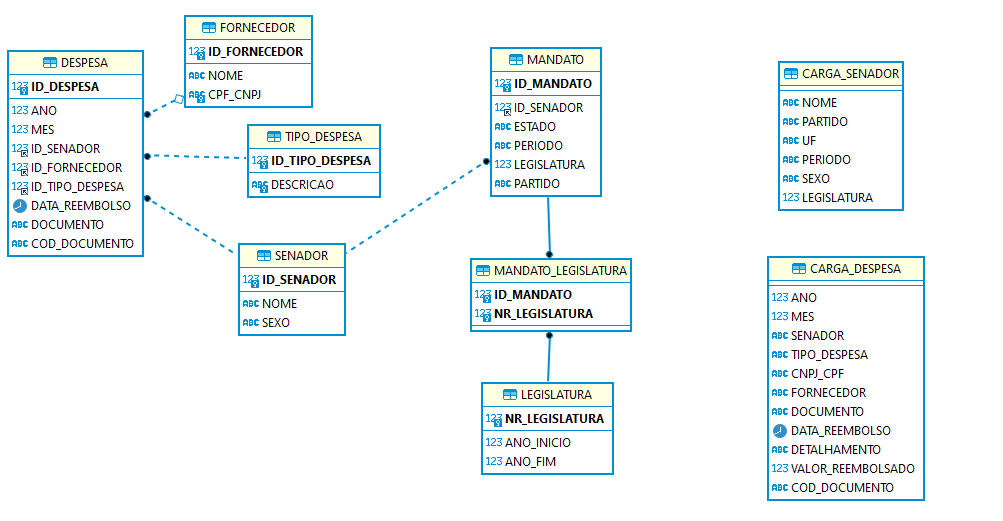 FORNECEDOR
123 ID_FORNECEDOR
ABC NOME
ABC CPF_CNPJ
DESPESA
123 ID_DESPESA
123 ANO
123 MES
123 ID_SENADOR
123 ID_FORNECEDOR
123 ID_TIPO_DESPESA
DATA_REEMBOLSO
ABC DOCUMENTO
ABC COD_DOCUMENTO
TIPO_DESPESA
123 ID_TIPO_DESPESA
ABC DESCRICAO
SENADOR
123 ID_SENADOR
ABC NOME
ABC SEXO
MANDATO
123 ID_MANDATO
123 ID_SENADOR
ABC ESTADO
ABC PERIODO
123 LEGISLATURA
ABC PARTIDO
MANDATO_LEGISLATURA
123 ID_MANDATO
123 NR_LEGISLATURA
LEGISLATURA
123 NR_LEGISLATURA
123 ANO_INICIO
123 ANO_FIM
CARGA_SENADOR
ABC NOME
ABC PARTIDO
ABC UF
ABC PERIODO
ABC SEXO
123 LEGISLATURA
CARGA_DESPESA
123 ANO
123 MES
ABC SENADOR
ABC TIPO_DESPESA
ABC CNPJ_CPF
ABC FORNECEDOR
ABC DOCUMENTO
DATA_REEMBOLSO
ABC DETALHAMENTO
123 VALOR_REEMBOLSADO
ABC COD_DOCUMENTO